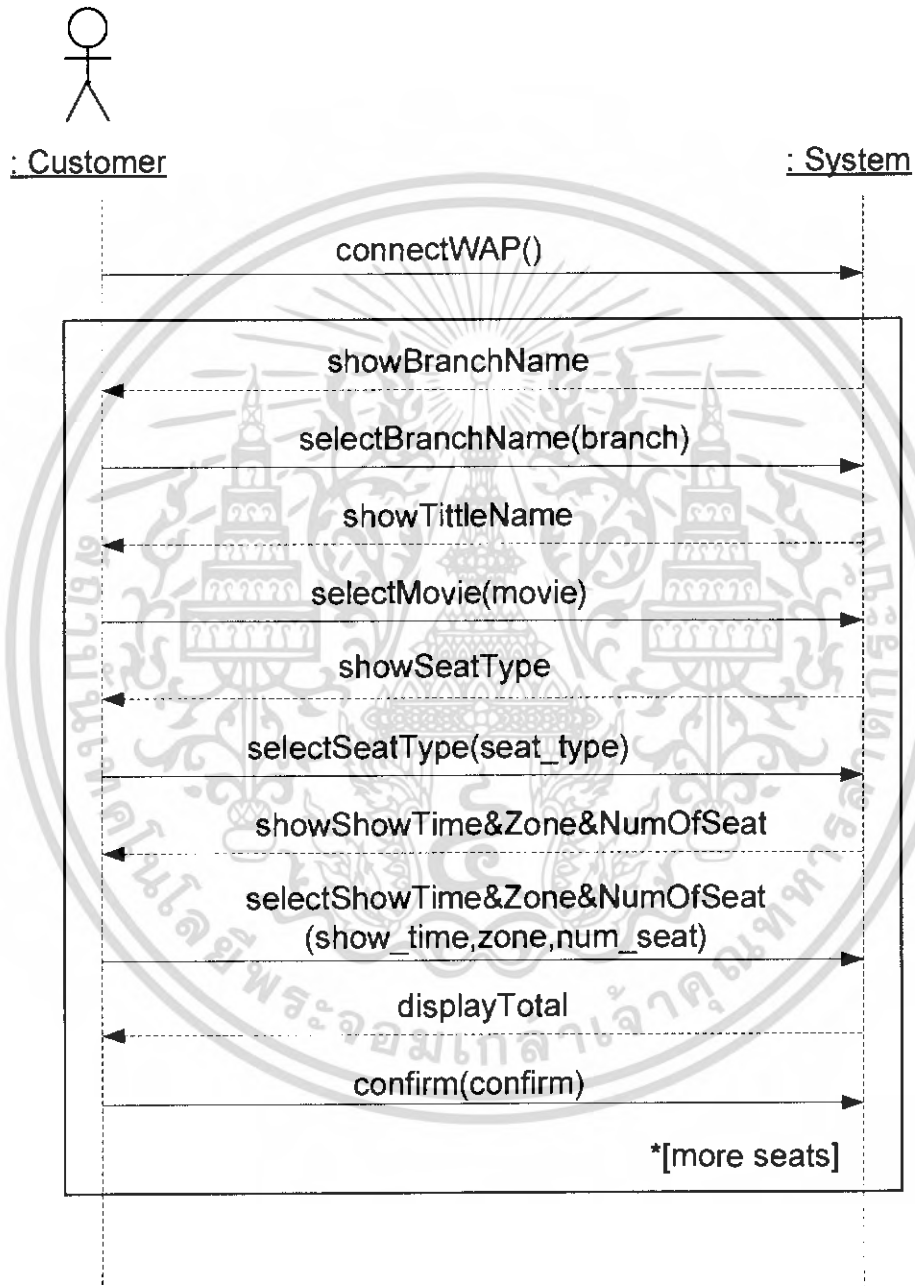 : Customer
: System
connectWAP()
showBranchName
selectBranchName(branch)
showTittleName
selectMovie(movie)
showSeatType
selectSeatType(seat_type)
showShowTime&Zone&NumOfSeat
selectShowTime&Zone&NumOfSeat
(show_time,zone,num_seat)
displayTotal
confirm(confirm)
*[more seats]